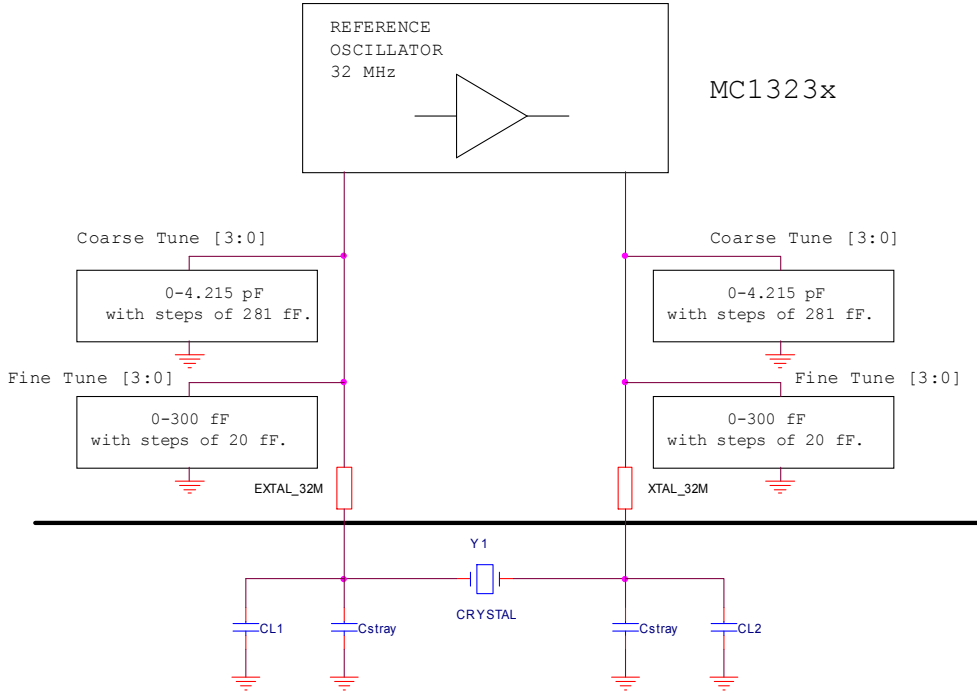 REFERENCE
OSCILLATOR
32 MHz
MC1323x
Coarse Tune [3:0]
Coarse Tune [3:0]
0-4.215 pF
with steps of 281 fF.
0-4.215 pF
with steps of 281 fF.
Fine Tune [3:0]
Fine Tune [3:0]
0-300 fF
with steps of 20 fF.
0-300 fF
with steps of 20 fF.
EXTAL_32M
XTAL_32M
Y1
CRYSTAL
CL1
Cstray
Cstray
CL2